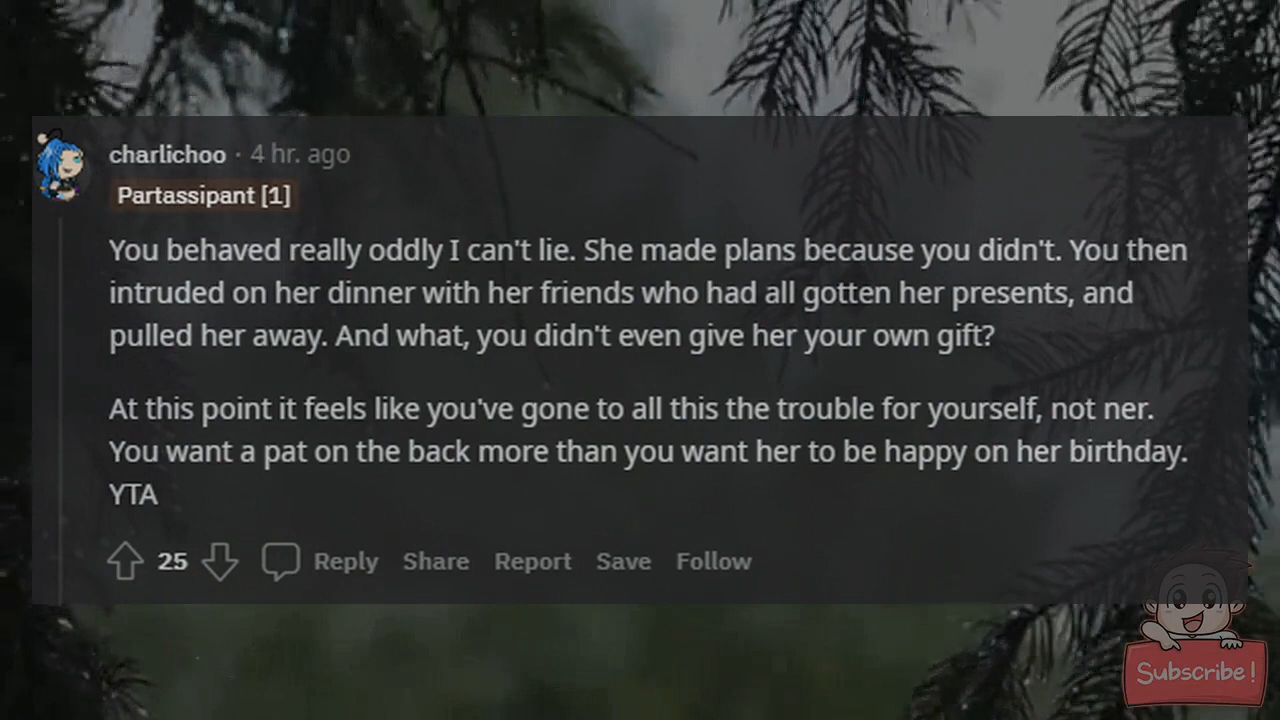 charlichoo · 4 hr. ago
Partassipant [1]
You behaved really oddly I can't lie. She made plans because you didn't. You then
intruded on her dinner with her friends who had all gotten her presents, and
pulled her away. And what, you didn't even give her your own gift?
At this point it feels like you've gone to all this the trouble for yourself, not ner.
You want a pat on the back more than you want her to be happy on her birthday.
YTA
25 Reply Share Report Save Follow
Subscribe!